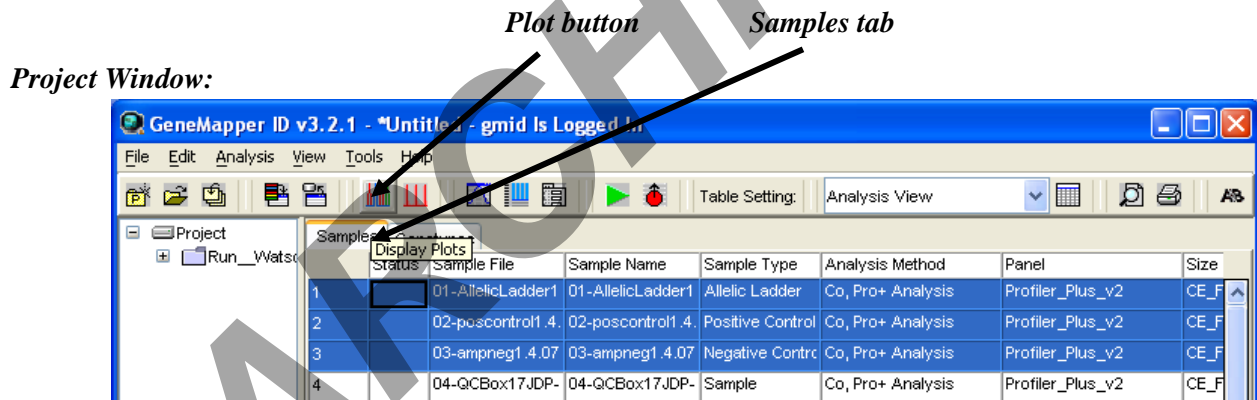 Plot button Samples tab
Project Window:
GeneMapper ID v3.2.1 - *Untitled - gmid Is Logged In
File Edit Analysis View Tools Help
Table Setting: Analysis View
Project Samples
Run__Watso Display Plots
Status Sample File Sample Name Sample Type Analysis Method Panel Size
1 01-AllelicLadder1 01-AllelicLadder1 Allelic Ladder Co, Pro+ Analysis Profiler_Plus_v2 CE_F
2 02-poscontrol1.4. 02-poscontrol1.4. Positive Control Co, Pro+ Analysis Profiler_Plus_v2 CE_F
3 03-ampneg1.4.07 03-ampneg1.4.07 Negative Contrc Co, Pro+ Analysis Profiler_Plus_v2 CE_F
4 04-QCBox17JDP- 04-QCBox17JDP- Sample Co, Pro+ Analysis Profiler_Plus_v2 CE_F